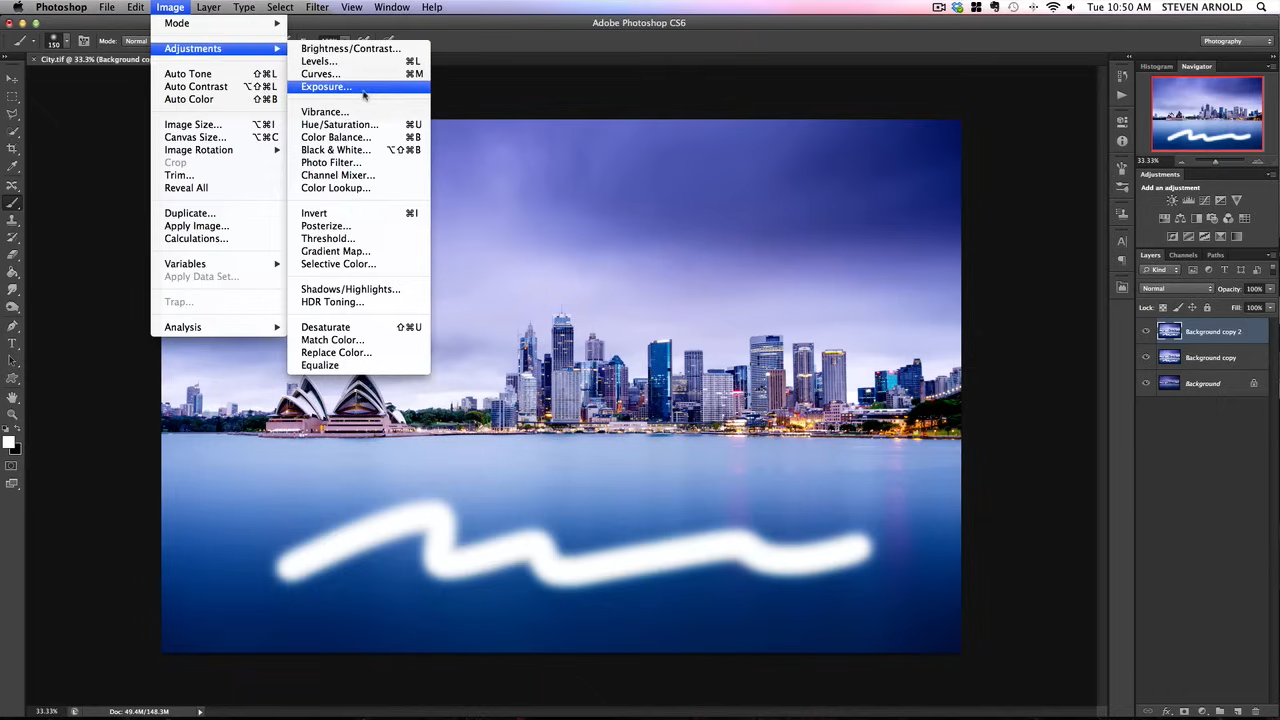 Photoshop File Edit Image Layer Type Select Filter View Window Help Tue 10:50 AM STEVEN ARNOLD
Adobe Photoshop CS6
150 Mode: Normal Photography
City.tif @ 33.3% (Background co
Mode
Adjustments
Auto Tone ⇧⌘L
Auto Contrast ⌥⇧⌘L
Auto Color ⇧⌘B
Image Size... ⌥⌘I
Canvas Size... ⌥⌘C
Image Rotation
Crop
Trim...
Reveal All
Duplicate...
Apply Image...
Calculations...
Variables
Apply Data Set...
Trap...
Analysis
Brightness/Contrast...
Levels... ⌘L
Curves... ⌘M
Exposure...
Vibrance...
Hue/Saturation... ⌘U
Color Balance... ⌘B
Black & White... ⌥⇧⌘B
Photo Filter...
Channel Mixer...
Color Lookup...
Invert ⌘I
Posterize...
Threshold...
Gradient Map...
Selective Color...
Shadows/Highlights...
HDR Toning...
Desaturate ⇧⌘U
Match Color...
Replace Color...
Equalize
Histogram Navigator
33.33%
Adjustments
Add an adjustment
Layers Channels Paths
Kind
Normal Opacity: 100%
Lock: Fill: 100%
Background copy 2
Background copy
Background
33.33% Doc: 49.4M/148.3M